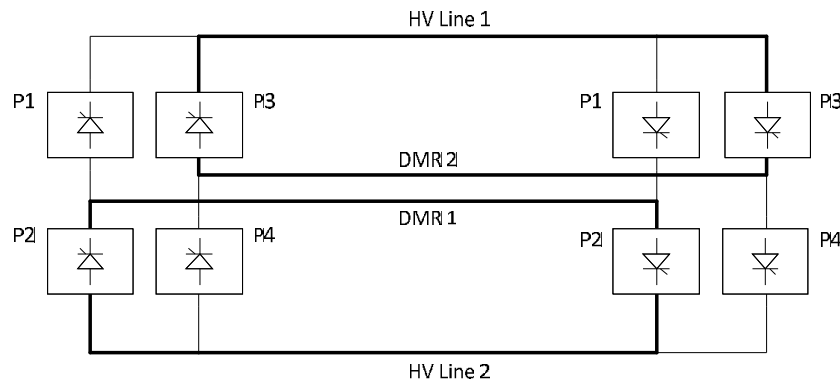 HV Line 1
P1
P3
P1
P3
DMR 2
DMR 1
P2
P4
P2
P4
HV Line 2